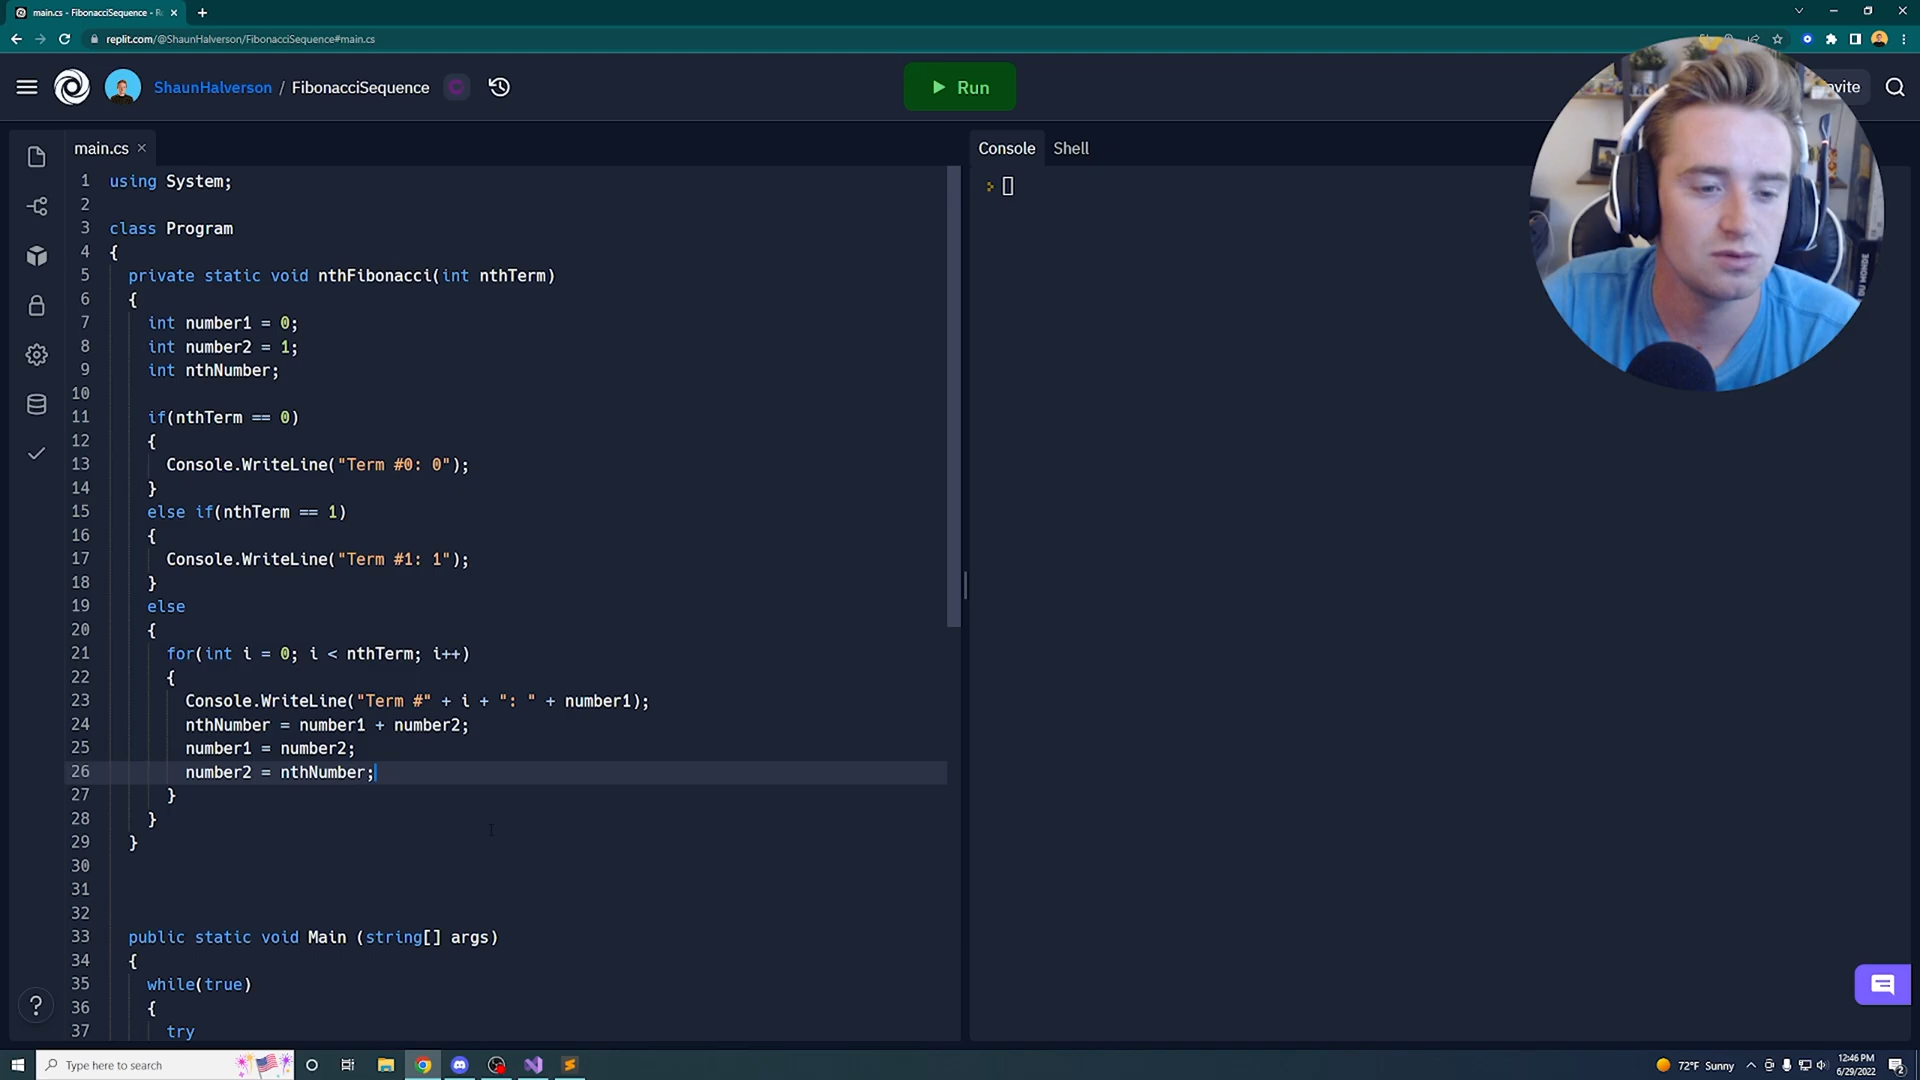 main.cs - FibonacciSequence - Re
replit.com/@ShaunHalverson/FibonacciSequence#main.cs
ShaunHalverson / FibonacciSequence
Run
main.cs
Console
Shell
1 using System;
2
3 class Program
4 {
5 private static void nthFibonacci(int nthTerm)
6 {
7 int number1 = 0;
8 int number2 = 1;
9 int nthNumber;
10
11 if(nthTerm == 0)
12 {
13 Console.WriteLine("Term #0: 0");
14 }
15 else if(nthTerm == 1)
16 {
17 Console.WriteLine("Term #1: 1");
18 }
19 else
20 {
21 for(int i = 0; i < nthTerm; i++)
22 {
23 Console.WriteLine("Term #" + i + ": " + number1);
24 nthNumber = number1 + number2;
25 number1 = number2;
26 number2 = nthNumber;
27 }
28 }
29 }
30
31
32
33 public static void Main (string[] args)
34 {
35 while(true)
36 {
37 try
DU MONDE
Type here to search
72°F Sunny
12:46 PM
6/29/2022
2